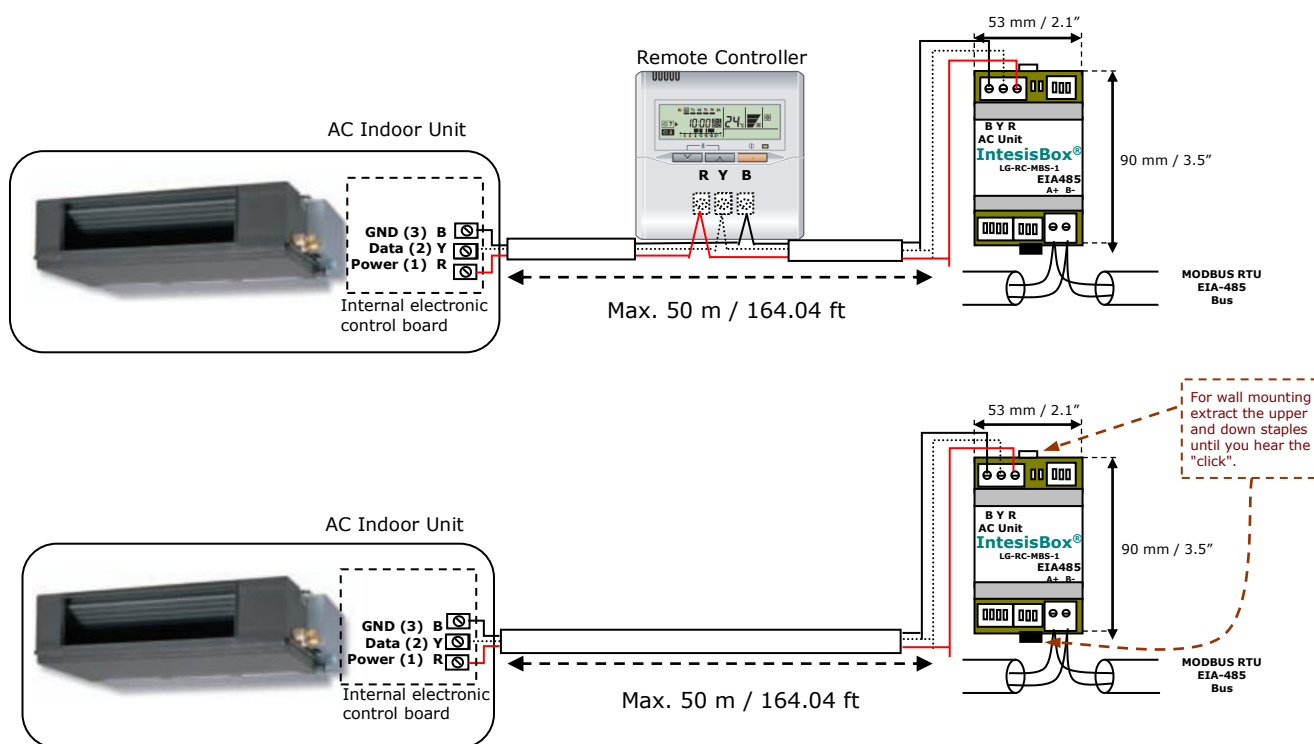 53 mm / 2.1”
Remote Controller
10:00
24
AC Indoor Unit
B Y R
AC Unit
IntesisBox®
LG-RC-MBS-1
EIA485
A+ B-
90 mm / 3.5”
R Y B
GND (3) B
Data (2) Y
Power (1) R
Internal electronic
control board
Max. 50 m / 164.04 ft
MODBUS RTU
EIA-485
Bus
For wall mounting
extract the upper
and down staples
until you hear the
"click".
53 mm / 2.1”
AC Indoor Unit
B Y R
AC Unit
IntesisBox®
LG-RC-MBS-1
EIA485
A+ B-
90 mm / 3.5”
GND (3) B
Data (2) Y
Power (1) R
Internal electronic
control board
Max. 50 m / 164.04 ft
MODBUS RTU
EIA-485
Bus